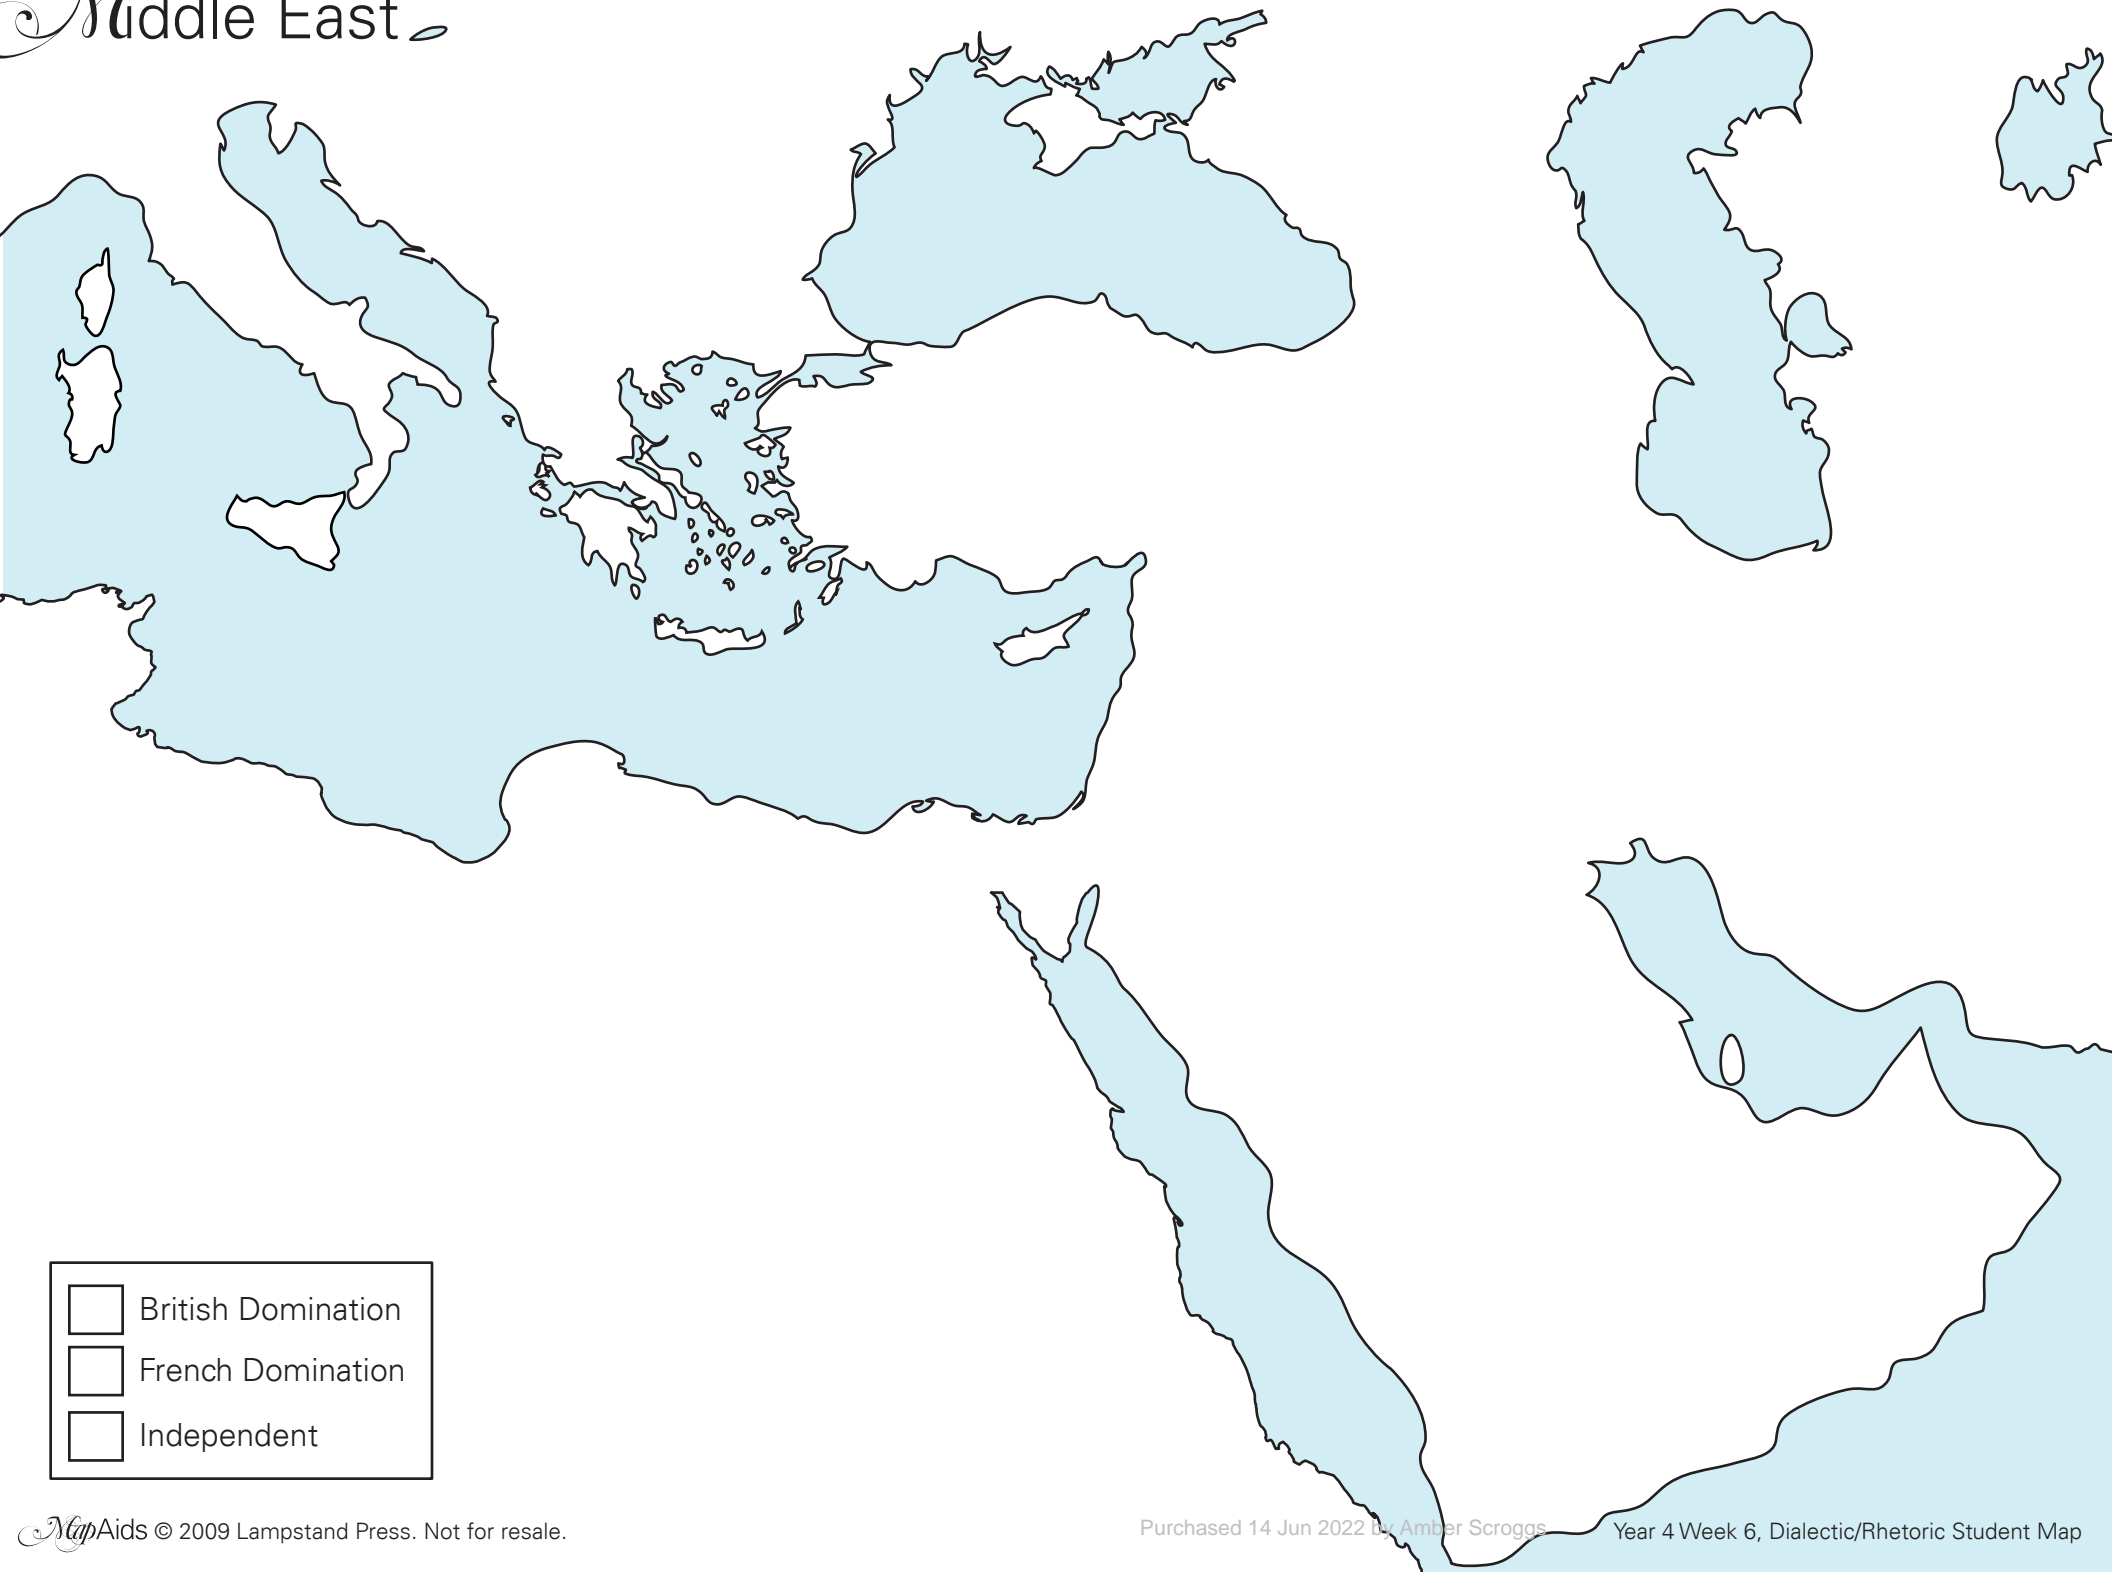 Middle East
British Domination
French Domination
Independent
MapAids © 2009 Lampstand Press. Not for resale.
Purchased 14 Jun 2022 by Amber Scroggs
Year 4 Week 6, Dialectic/Rhetoric Student Map